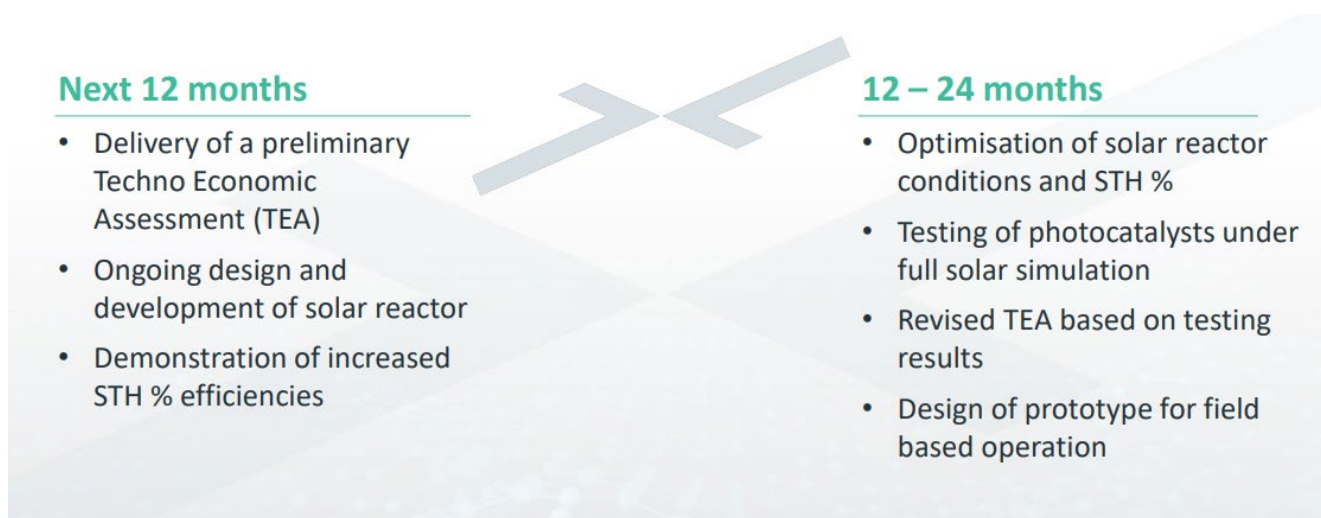 Next 12 months
• Delivery of a preliminary
Techno Economic
Assessment (TEA)
• Ongoing design and
development of solar reactor
• Demonstration of increased
STH % efficiencies
12 – 24 months
• Optimisation of solar reactor
conditions and STH %
• Testing of photocatalysts under
full solar simulation
• Revised TEA based on testing
results
• Design of prototype for field
based operation